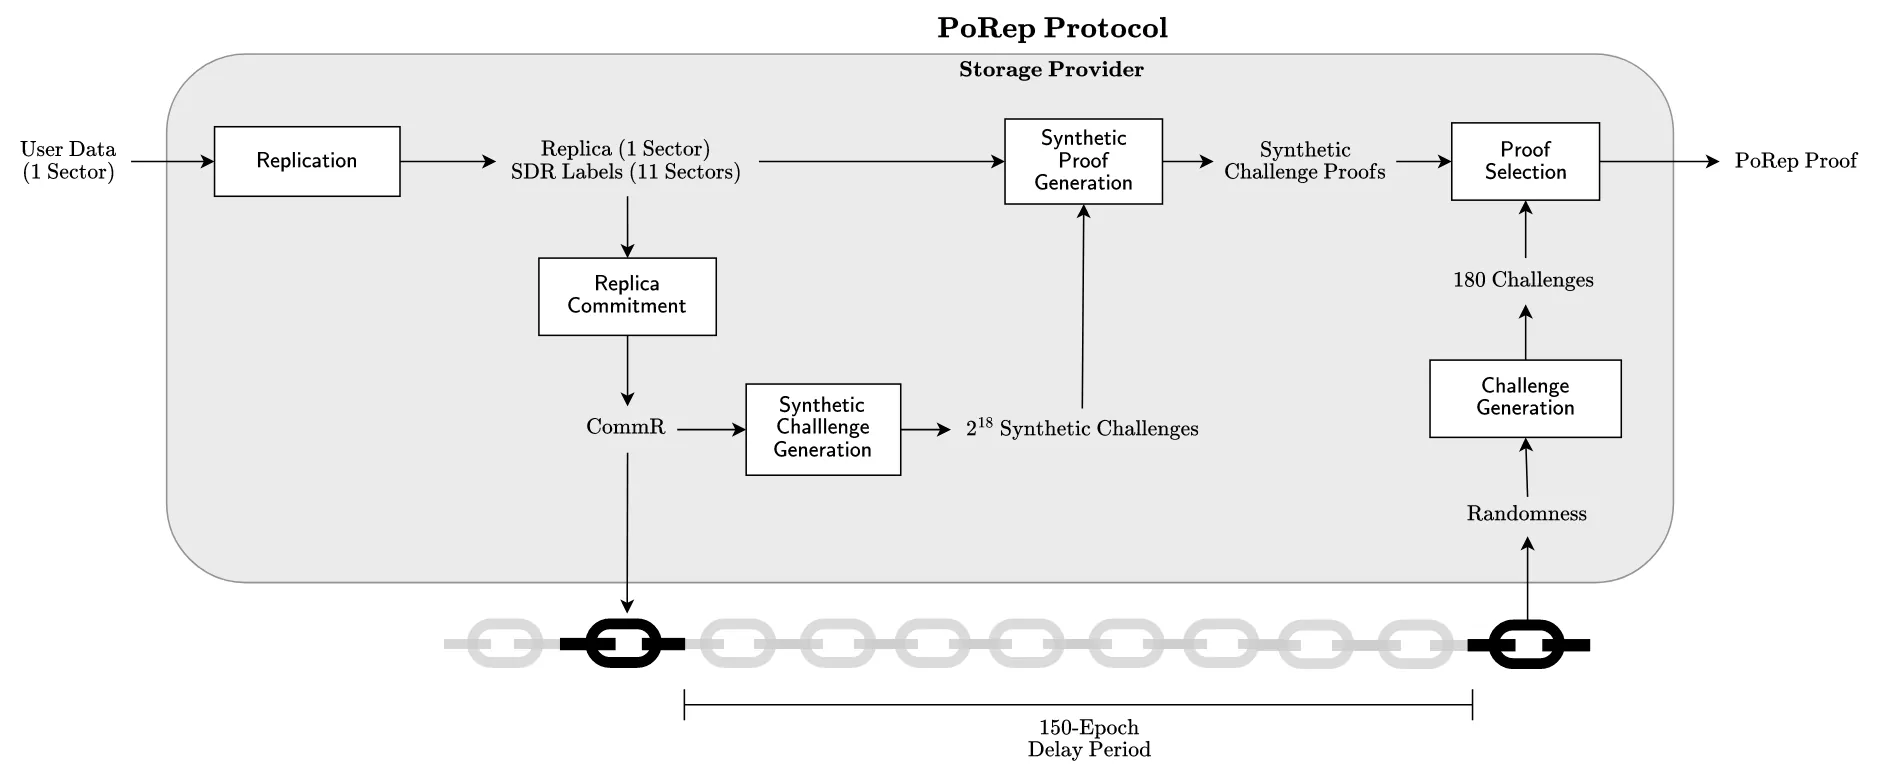 PoRep Protocol
Storage Provider
User Data
(1 Sector)
Replication
Replica (1 Sector)
SDR Labels (11 Sectors)
Synthetic
Proof
Generation
Synthetic
Challenge Proofs
Proof
Selection
PoRep Proof
Replica
Commitment
180 Challenges
CommR
Synthetic
Challlenge
Generation
2¹⁸ Synthetic Challenges
Challenge
Generation
Randomness
150-Epoch
Delay Period